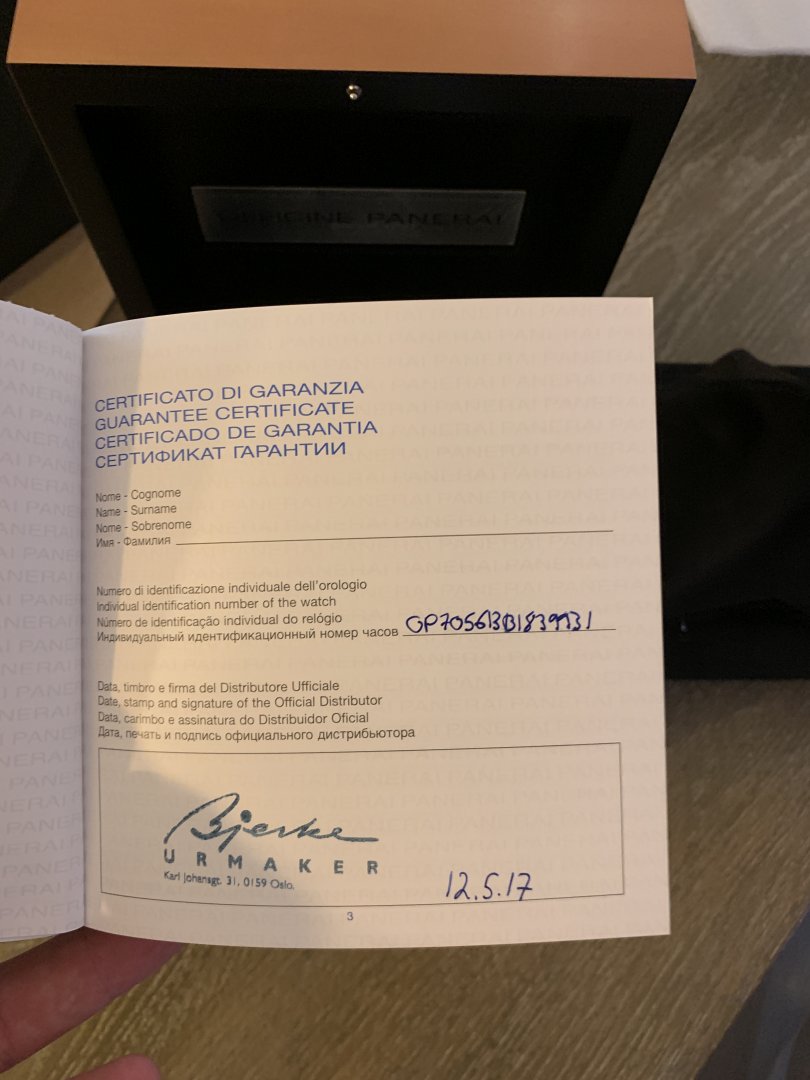 OFFICINE PANERAI
CERTIFICATO DI GARANZIA
GUARANTEE CERTIFICATE
CERTIFICADO DE GARANTIA
СЕРТИФИКАТ ГАРАНТИИ
Nome - Cognome
Name - Surname
Nome - Sobrenome
Имя - Фамилия
Numero di identificazione individuale dell'orologio
Individual identification number of the watch
Número de identificação individual do relógio
Индивидуальный идентификационный номер часов
Data, timbro e firma del Distributore Ufficiale
Date, stamp and signature of the Official Distributor
Data, carimbo e assinatura do Distribuidor Oficial
Дата, печать и подпись официального дистрибьютора
Bjerke
URMAKER
Karl Johansgt. 31, 0159 Oslo.
12.5.17
3